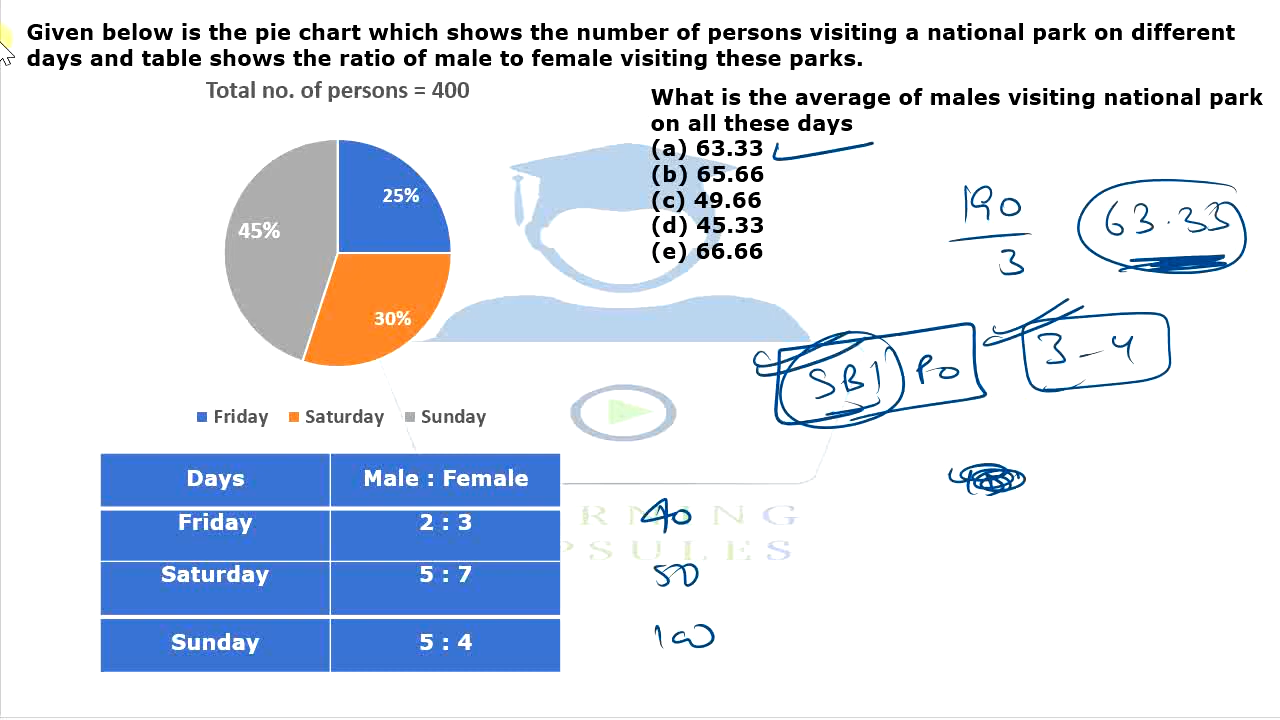 Given below is the pie chart which shows the number of persons visiting a national park on different
days and table shows the ratio of male to female visiting these parks.
Total no. of persons = 400
25%
45%
30%
Friday Saturday Sunday
What is the average of males visiting national park
on all these days
(a) 63.33
(b) 65.66
(c) 49.66
(d) 45.33
(e) 66.66
190
3
63.33
SBI PO
3-4
Days Male : Female
Friday 2 : 3
40
Saturday 5 : 7
50
Sunday 5 : 4
100